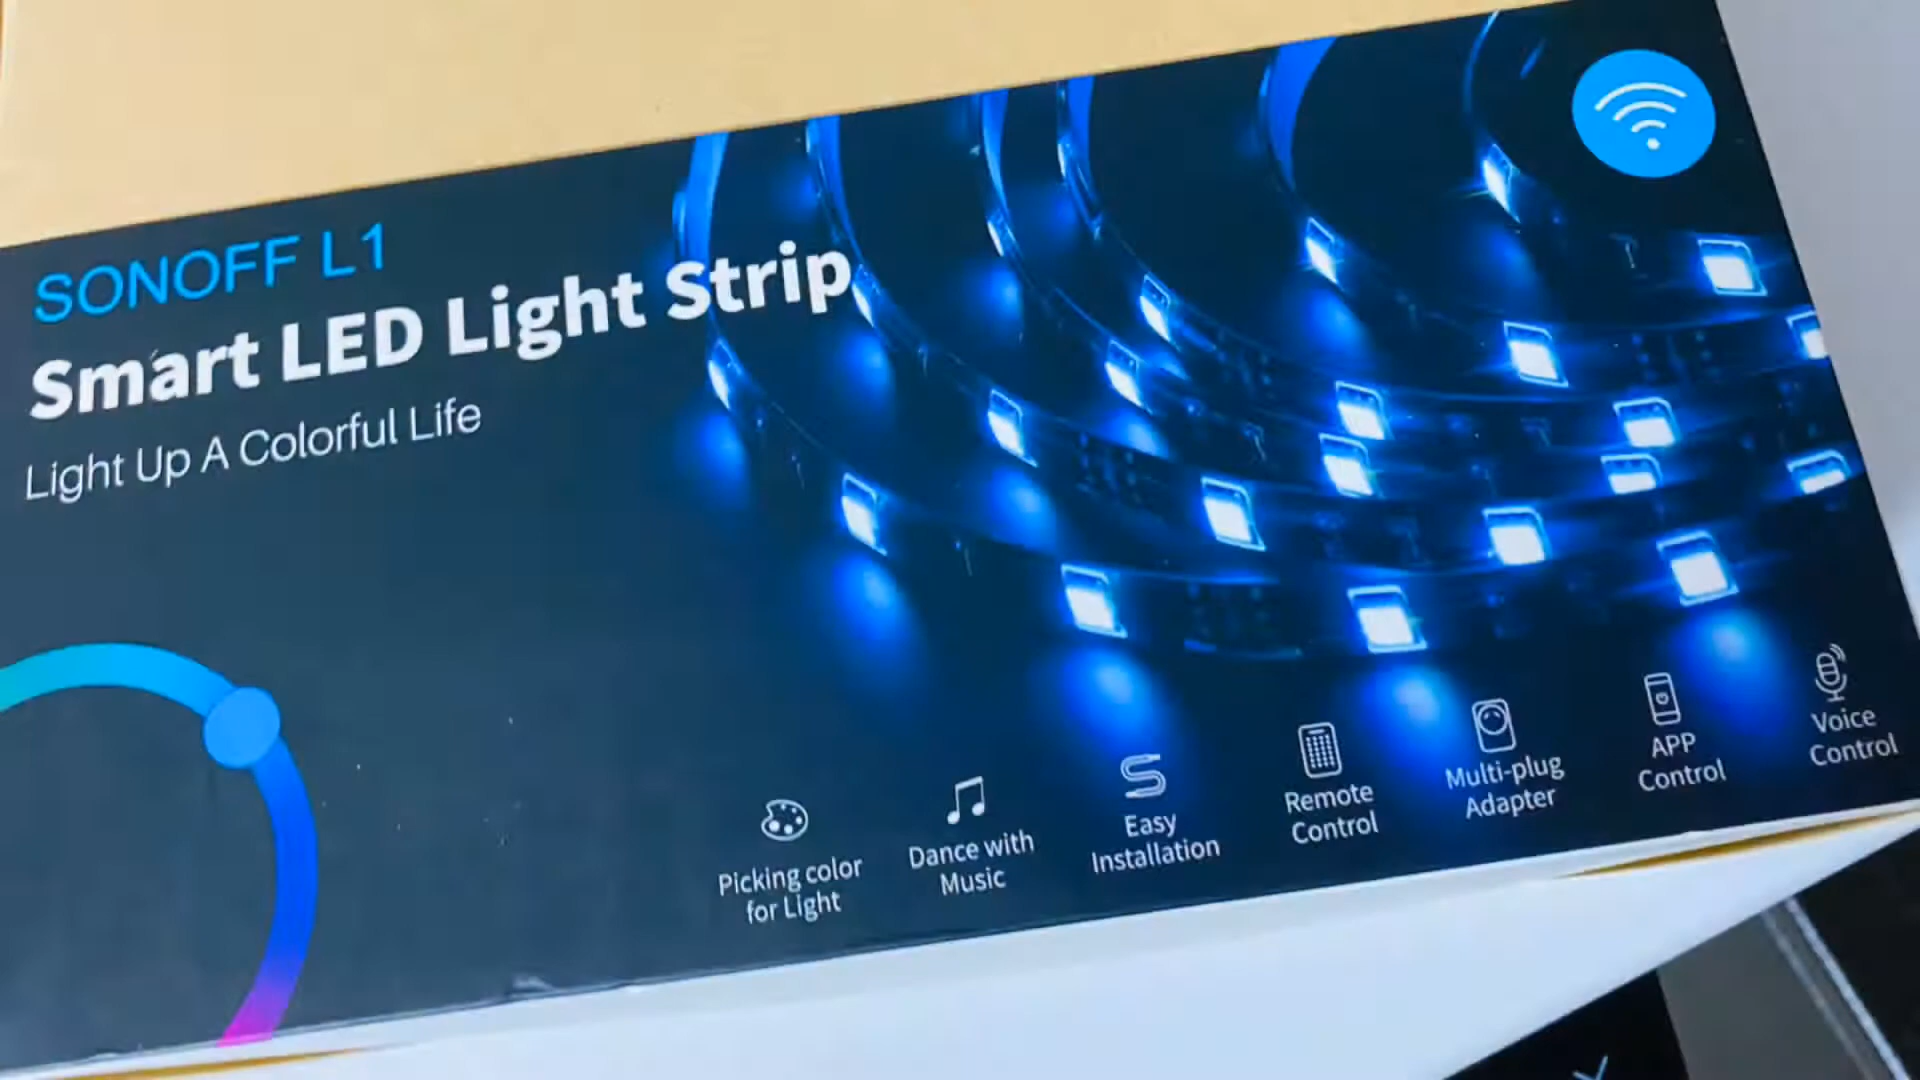 SONOFF L1
Smart LED Light Strip
Light Up A Colorful Life
Picking color
for Light
Dance with
Music
Easy
Installation
Remote
Control
Multi-plug
Adapter
APP
Control
Voice
Control